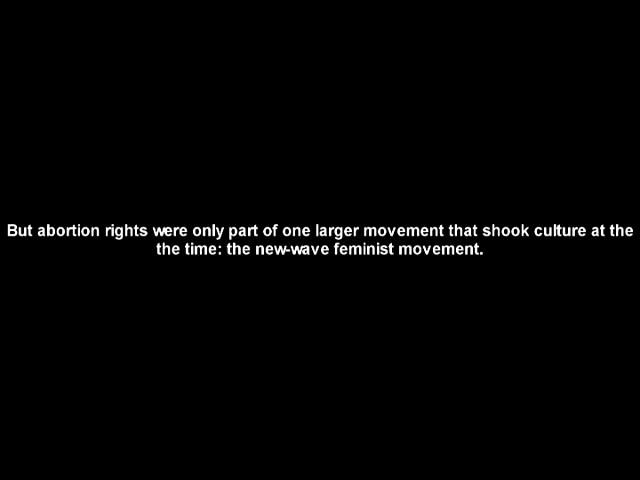 But abortion rights were only part of one larger movement that shook culture at the
the time: the new-wave feminist movement.